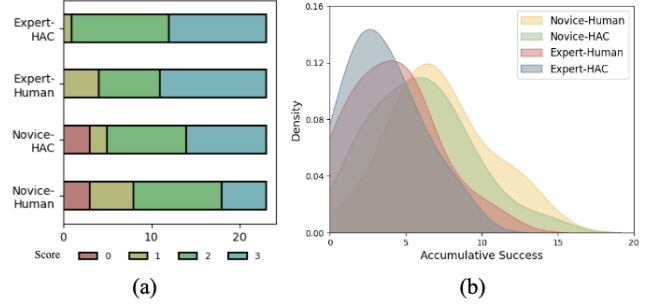 Expert-
HAC
Expert-
Human
Novice-
HAC
Novice-
Human
0
10
20
Score
0
1
2
3
(a)
0.16
0.12
0.08
0.04
0.00
Density
0
5
10
15
20
Accumulative Success
Novice-Human
Novice-HAC
Expert-Human
Expert-HAC
(b)